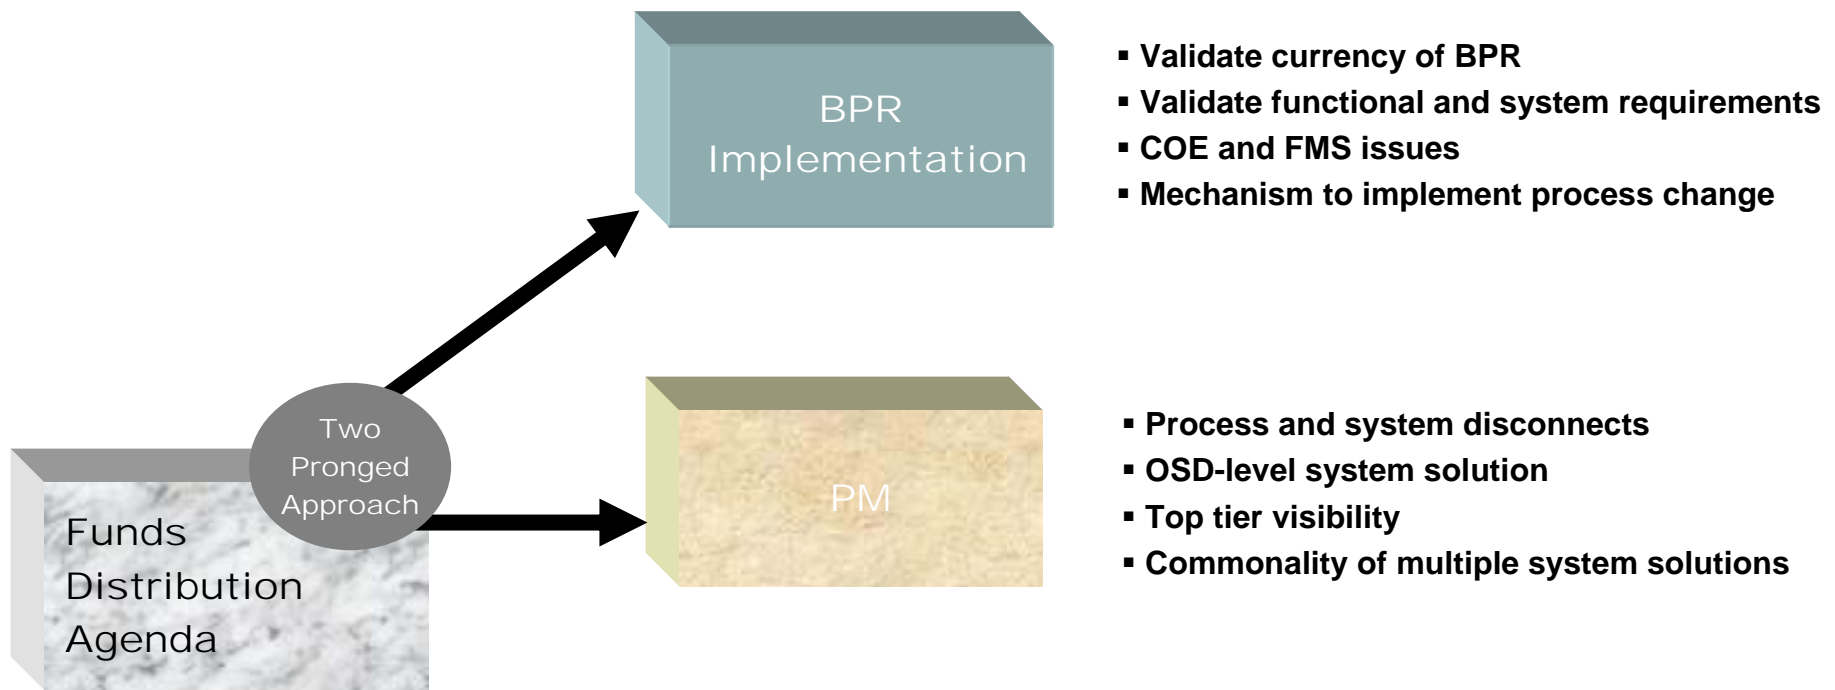 BPR
Implementation
▪ Validate currency of BPR
▪ Validate functional and system requirements
▪ COE and FMS issues
▪ Mechanism to implement process change
Two
Pronged
Approach
Funds
Distribution
Agenda
PM
▪ Process and system disconnects
▪ OSD-level system solution
▪ Top tier visibility
▪ Commonality of multiple system solutions